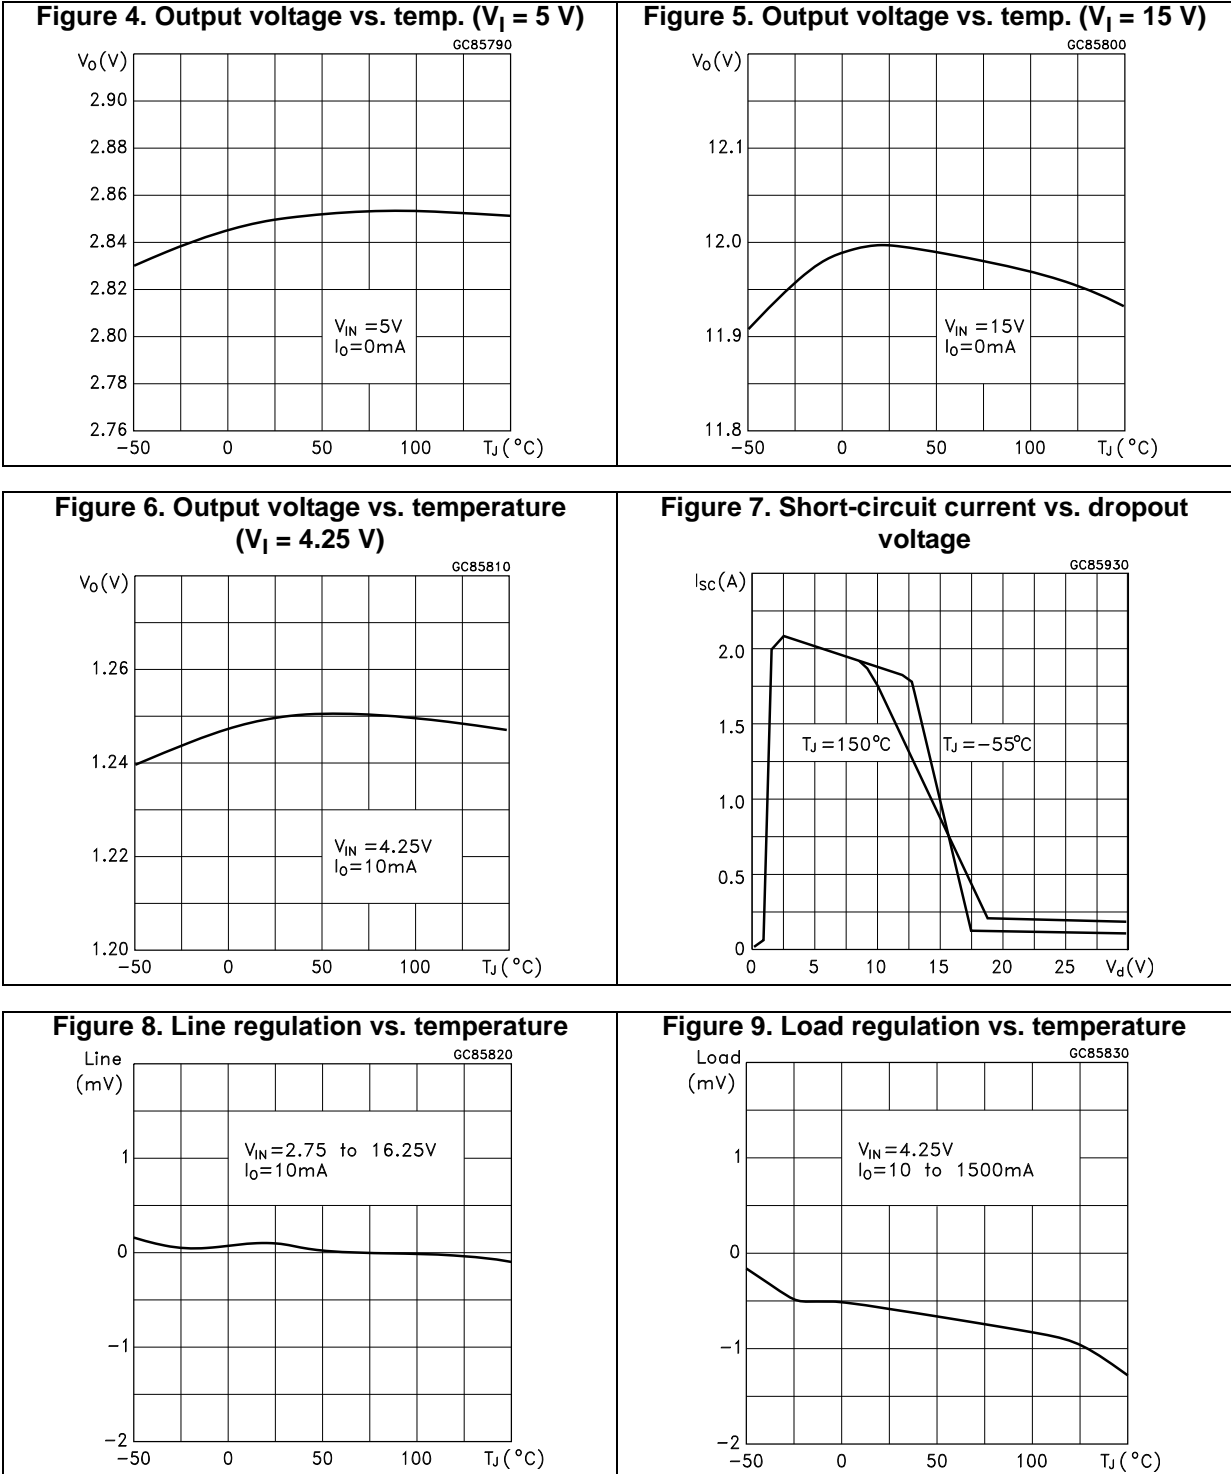 Figure 4. Output voltage vs. temp. (VI = 5 V)
GC85790
VO(V)
2.90
2.88
2.86
2.84
2.82
2.80
2.78
2.76
VIN =5V
IO=0mA
−50 0 50 100 TJ(°C)
Figure 5. Output voltage vs. temp. (VI = 15 V)
GC85800
VO(V)
12.1
12.0
11.9
11.8
VIN =15V
IO=0mA
−50 0 50 100 TJ(°C)
Figure 6. Output voltage vs. temperature
(VI = 4.25 V)
GC85810
VO(V)
1.26
1.24
1.22
1.20
VIN =4.25V
IO=10mA
−50 0 50 100 TJ(°C)
Figure 7. Short-circuit current vs. dropout
voltage
GC85930
ISC(A)
2.0
1.5
1.0
0.5
0
TJ=150°C TJ=−55°C
0 5 10 15 20 25 Vd(V)
Figure 8. Line regulation vs. temperature
GC85820
Line
(mV)
1
0
−1
−2
VIN=2.75 to 16.25V
IO=10mA
−50 0 50 100 TJ(°C)
Figure 9. Load regulation vs. temperature
GC85830
Load
(mV)
1
0
−1
−2
VIN=4.25V
IO=10 to 1500mA
−50 0 50 100 TJ(°C)